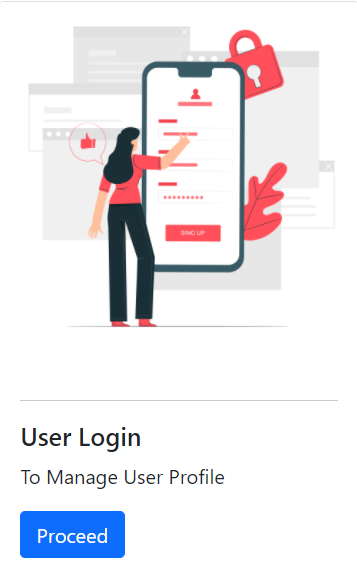 SING UP
User Login
To Manage User Profile
Proceed